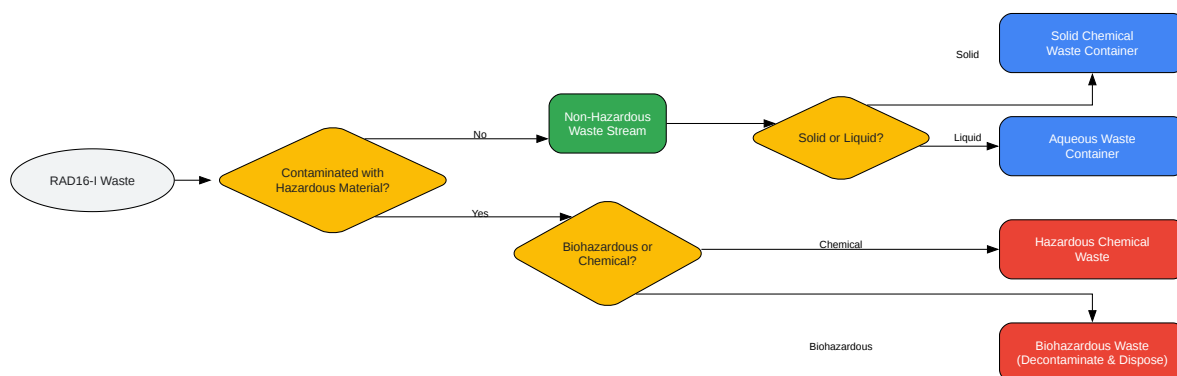 RAD16-I Waste
Contaminated with
Hazardous Material?
No
Non-Hazardous
Waste Stream
Solid or Liquid?
Solid
Solid Chemical
Waste Container
Liquid
Aqueous Waste
Container
Yes
Biohazardous or
Chemical?
Chemical
Hazardous Chemical
Waste
Biohazardous
Biohazardous Waste
(Decontaminate & Dispose)